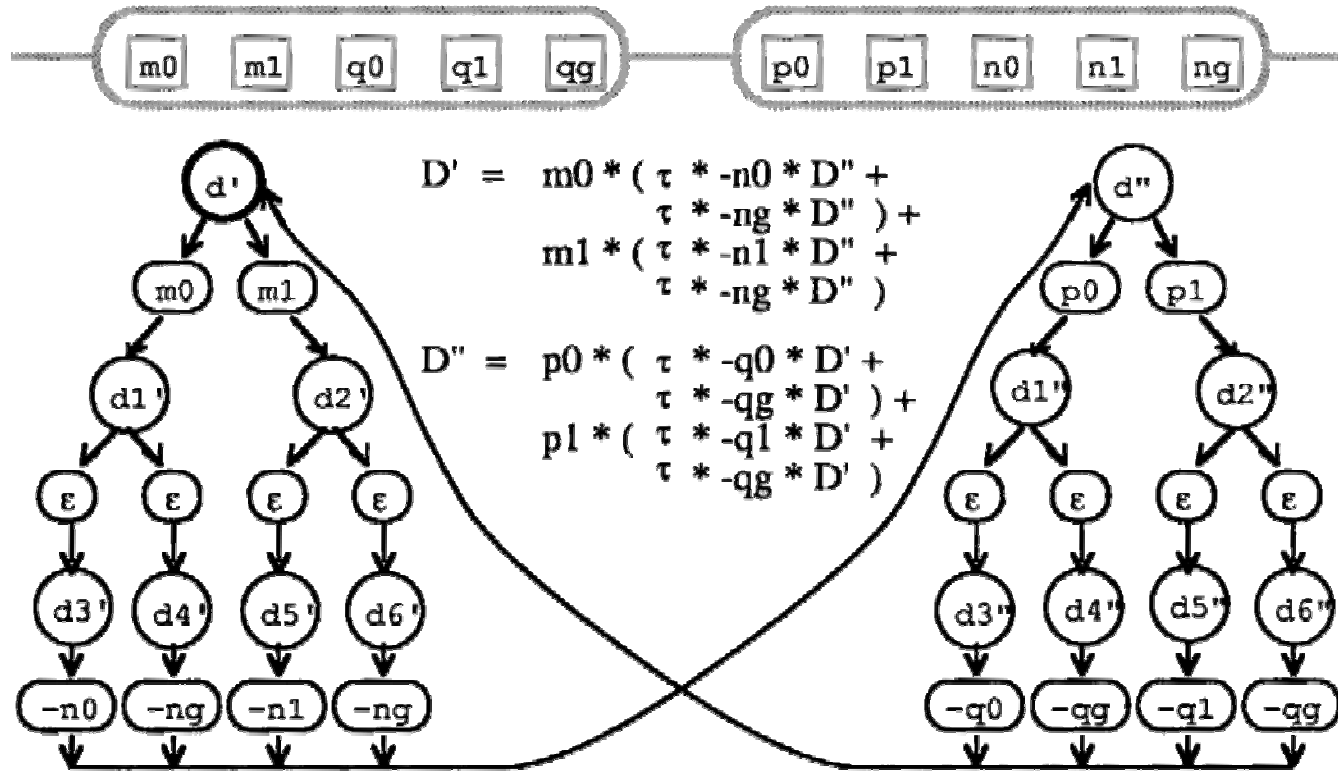 m0 m1 q0 q1 qg p0 p1 n0 n1 ng
d' D' = m0 * ( τ * -n0 * D" + d"
τ * -ng * D" ) +
m1 * ( τ * -n1 * D" +
τ * -ng * D" )
m0 m1 p0 p1
D" = p0 * ( τ * -q0 * D' +
τ * -qg * D' ) +
p1 * ( τ * -q1 * D' +
τ * -qg * D' )
d1' d2' d1" d2"
ε ε ε ε ε ε ε ε
d3' d4' d5' d6' d3" d4" d5" d6"
-n0 -ng -n1 -ng -q0 -qg -q1 -qg